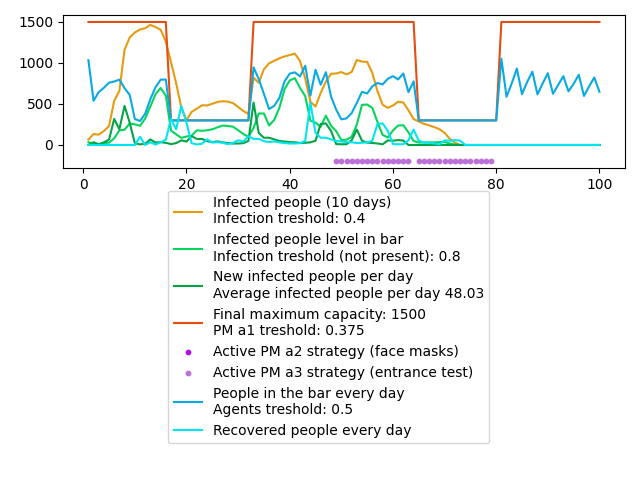 1500
1000
500
0
0 20 40 60 80 100
Infected people (10 days)
Infection treshold: 0.4
Infected people level in bar
Infection treshold (not present): 0.8
New infected people per day
Average infected people per day 48.03
Final maximum capacity: 1500
PM a1 treshold: 0.375
Active PM a2 strategy (face masks)
Active PM a3 strategy (entrance test)
People in the bar every day
Agents treshold: 0.5
Recovered people every day